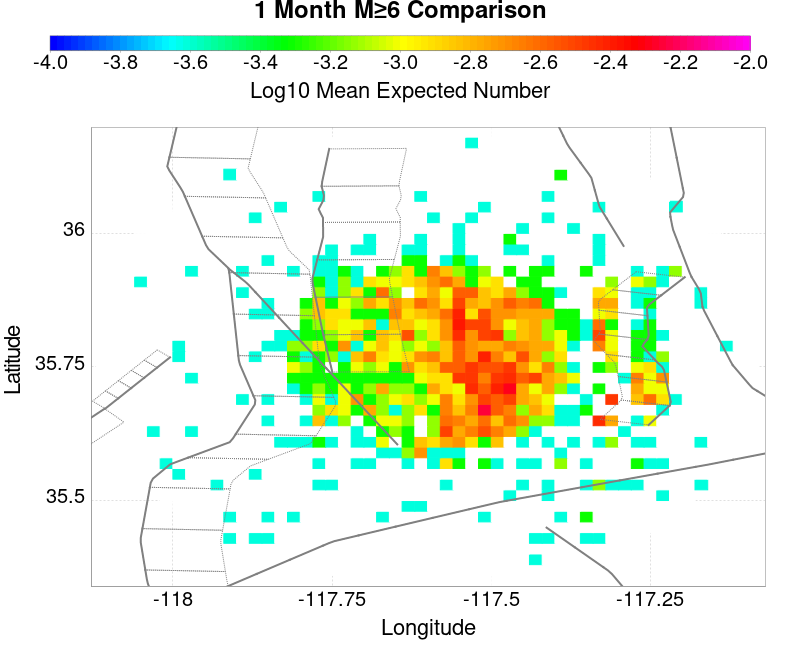 1 Month M≥6 Comparison
-4.0 -3.8 -3.6 -3.4 -3.2 -3.0 -2.8 -2.6 -2.4 -2.2 -2.0
Log10 Mean Expected Number
36
35.75
35.5
Latitude
-118 -117.75 -117.5 -117.25
Longitude